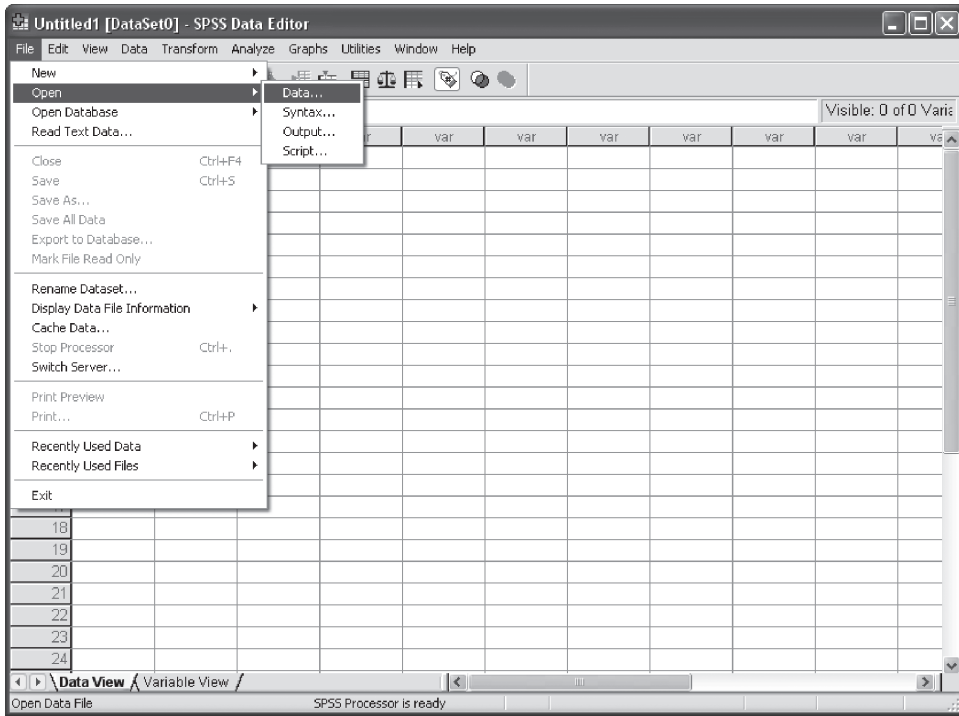 Untitled1 [DataSet0] - SPSS Data Editor
File Edit View Data Transform Analyze Graphs Utilities Window Help
New
Open
Data...
Open Database
Syntax...
Read Text Data...
Output...
Script...
Visible: 0 of 0 Varia
var var var var var var va
Close Ctrl+F4
Save Ctrl+S
Save As...
Save All Data
Export to Database...
Mark File Read Only
Rename Dataset...
Display Data File Information
Cache Data...
Stop Processor Ctrl+.
Switch Server...
Print Preview
Print... Ctrl+P
Recently Used Data
Recently Used Files
Exit
18
19
20
21
22
23
24
Data View Variable View
Open Data File SPSS Processor is ready